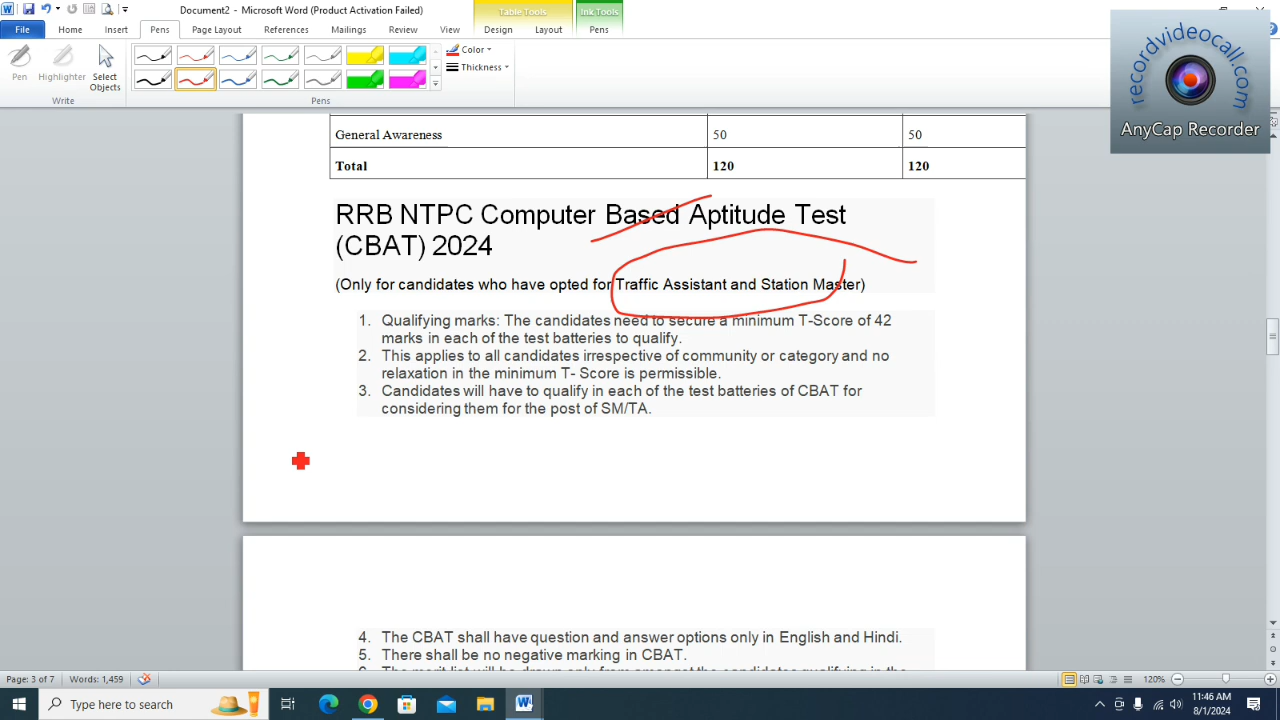 Document2 - Microsoft Word (Product Activation Failed)
Table Tools
Ink Tools
File
Home
Insert
Pens
Page Layout
References
Mailings
Review
View
Design
Layout
Pens
Pen
Highlighter
Select
Objects
Color
Thickness
Write
Pens
recordvideocall.com
AnyCap Recorder
General Awareness 50 50
Total 120 120
RRB NTPC Computer Based Aptitude Test
(CBAT) 2024
(Only for candidates who have opted for Traffic Assistant and Station Master)
1. Qualifying marks: The candidates need to secure a minimum T-Score of 42
marks in each of the test batteries to qualify.
2. This applies to all candidates irrespective of community or category and no
relaxation in the minimum T- Score is permissible.
3. Candidates will have to qualify in each of the test batteries of CBAT for
considering them for the post of SM/TA.
4. The CBAT shall have question and answer options only in English and Hindi.
5. There shall be no negative marking in CBAT.
Page: 3 of 7
Words: 1,459
120%
Type here to search
11:46 AM
8/1/2024